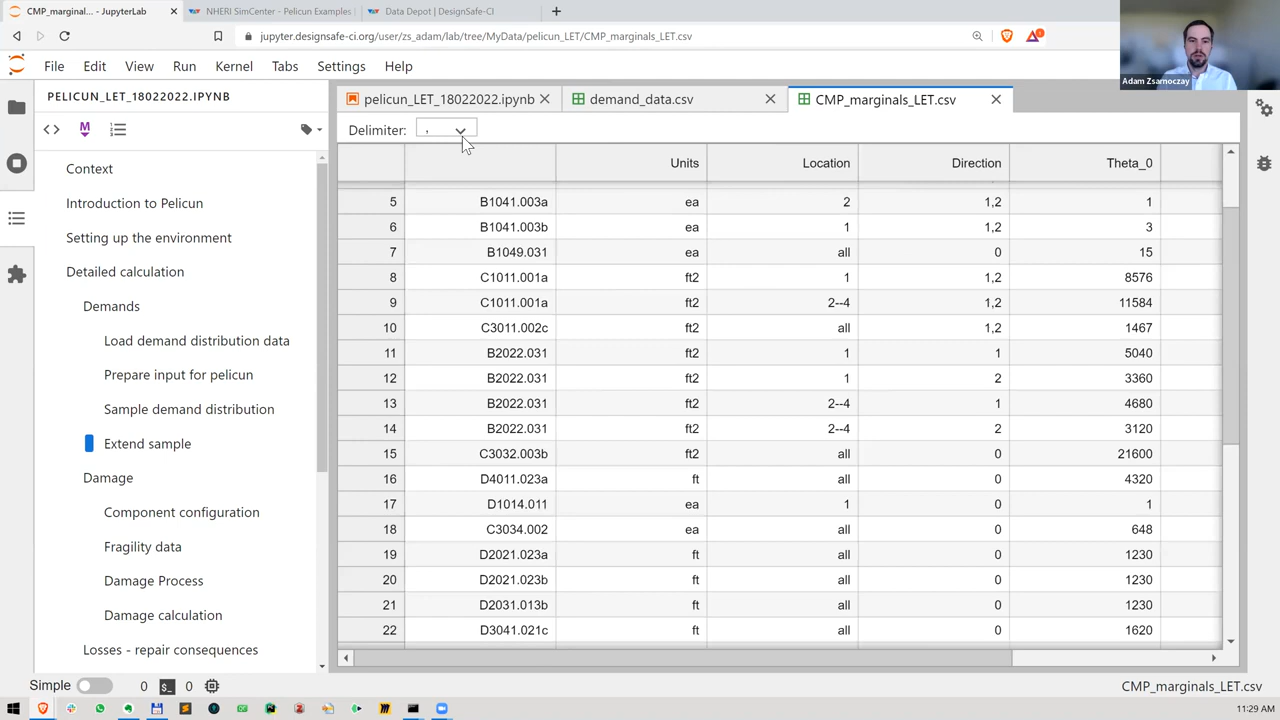 CMP_marginals... - JupyterLab
NHERI SimCenter - Pelicun Examples
Data Depot | DesignSafe-CI
jupyter.designsafe-ci.org/user/zs_adam/lab/tree/MyData/pelicun_LET/CMP_marginals_LET.csv
Adam Zsarnoczay
File Edit View Run Kernel Tabs Settings Help
PELICUN_LET_18022022.IPYNB
Context
Introduction to Pelicun
Setting up the environment
Detailed calculation
Demands
Load demand distribution data
Prepare input for pelicun
Sample demand distribution
Extend sample
Damage
Component configuration
Fragility data
Damage Process
Damage calculation
Losses - repair consequences
pelicun_LET_18022022.ipynb
demand_data.csv
CMP_marginals_LET.csv
Delimiter: ,
Units Location Direction Theta_0
5 B1041.003a ea 2 1,2 1
6 B1041.003b ea 1 1,2 3
7 B1049.031 ea all 0 15
8 C1011.001a ft2 1 1,2 8576
9 C1011.001a ft2 2--4 1,2 11584
10 C3011.002c ft2 all 1,2 1467
11 B2022.031 ft2 1 1 5040
12 B2022.031 ft2 1 2 3360
13 B2022.031 ft2 2--4 1 4680
14 B2022.031 ft2 2--4 2 3120
15 C3032.003b ft2 all 0 21600
16 D4011.023a ft all 0 4320
17 D1014.011 ea 1 0 1
18 C3034.002 ea all 0 648
19 D2021.023a ft all 0 1230
20 D2021.023b ft all 0 1230
21 D2031.013b ft all 0 1230
22 D3041.021c ft all 0 1620
Simple 0 0
CMP_marginals_LET.csv
11:29 AM